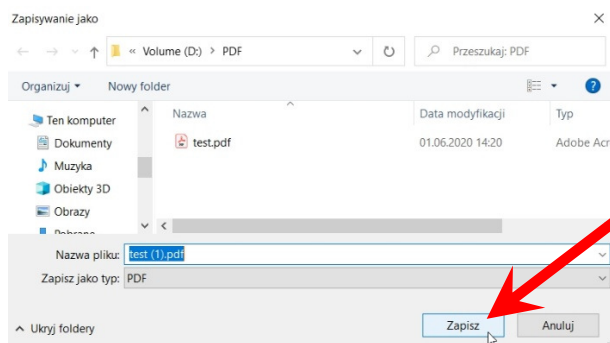 Zapisywanie jako
« Volume (D:) > PDF
Przeszukaj: PDF
Organizuj
Nowy folder
Ten komputer
Dokumenty
Muzyka
Obiekty 3D
Obrazy
Pobrane
Nazwa
Data modyfikacji
Typ
test.pdf
01.06.2020 14:20
Adobe Acr
Nazwa pliku: test (1).pdf
Zapisz jako typ: PDF
Ukryj foldery
Zapisz
Anuluj